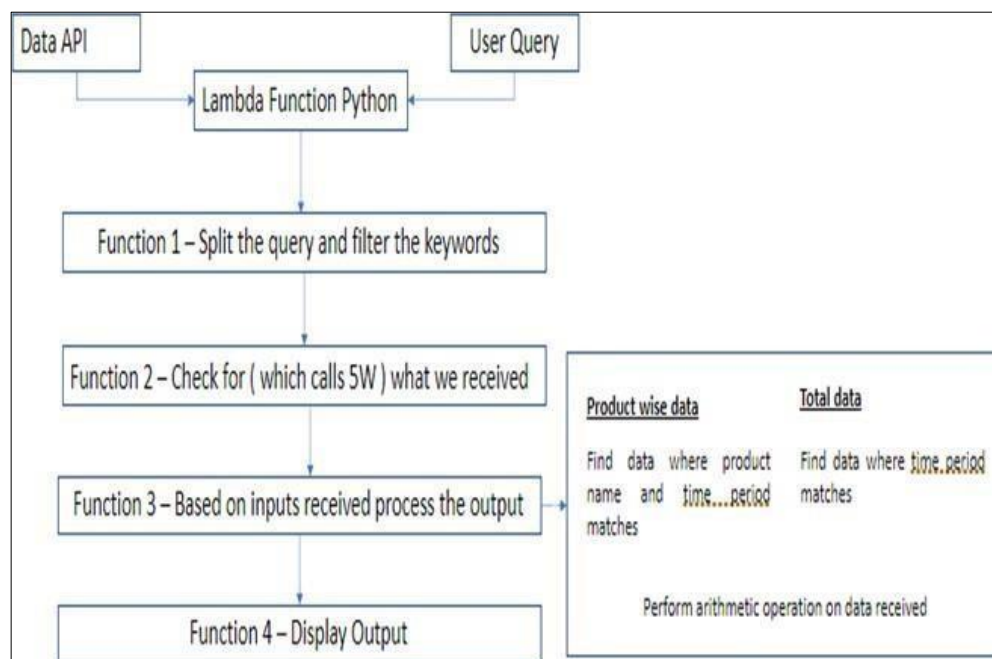 Data API
User Query
Lambda Function Python
Function 1 – Split the query and filter the keywords
Function 2 – Check for ( which calls 5W ) what we received
Function 3 – Based on inputs received process the output
Function 4 – Display Output
Product wise data
Find data where product
name and time period
matches
Total data
Find data where time period
matches
Perform arithmetic operation on data received